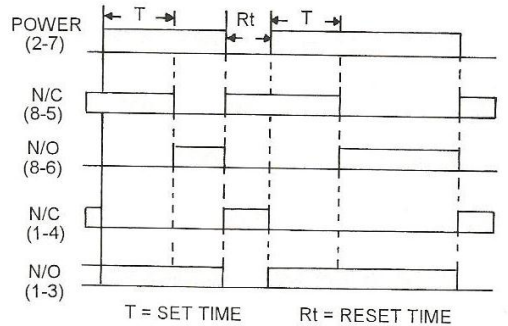 T
Rt
T
POWER
(2-7)
N/C
(8-5)
N/O
(8-6)
N/C
(1-4)
N/O
(1-3)
T = SET TIME
Rt = RESET TIME